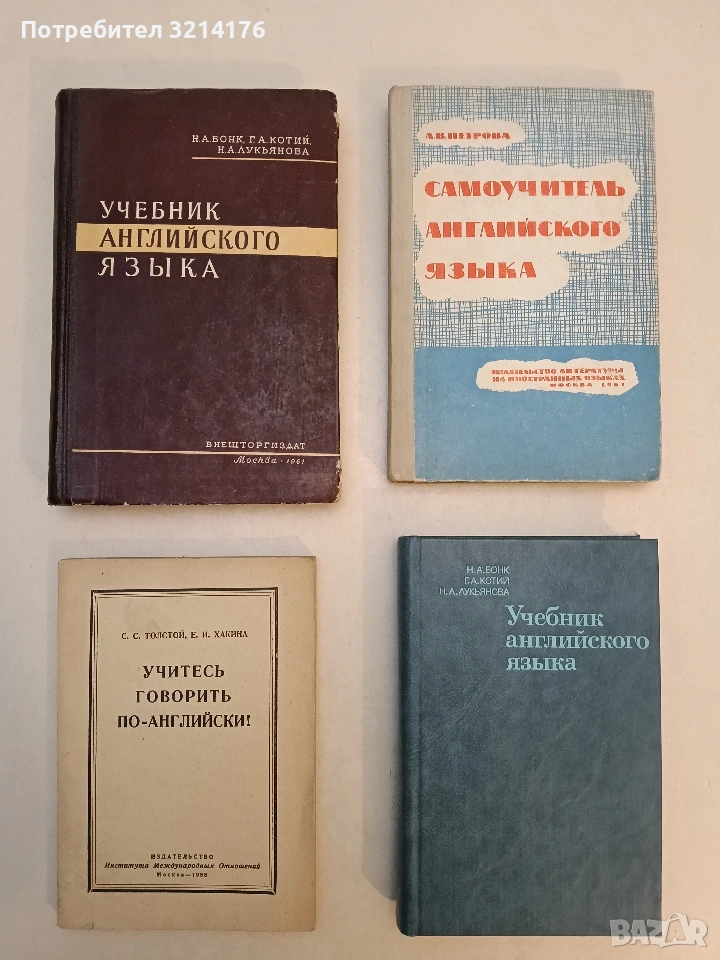 Потребител 3214176
Н.А.БОНК, Г.А.КОТИЙ,
Н.А.ЛУКЬЯНОВА
УЧЕБНИК
АНГЛИЙСКОГО
ЯЗЫКА
ВНЕШТОРГИЗДАТ
Москва · 1961
А.В.ПЕТРОВА
САМОУЧИТЕЛЬ
АНГЛИЙСКОГО
ЯЗЫКА
ИЗДАТЕЛЬСТВО ЛИТЕРАТУРЫ
НА ИНОСТРАННЫХ ЯЗЫКАХ
МОСКВА 1961
С. С. ТОЛСТОЙ, Е. И. ХАКИНА
УЧИТЕСЬ
ГОВОРИТЬ
ПО-АНГЛИЙСКИ!
ИЗДАТЕЛЬСТВО
Института Международных Отношений
Москва—1958
Н.А.БОНК
Г.А.КОТИЙ
Н.А.ЛУКЬЯНОВА
Учебник
английского
языка
BAZAR